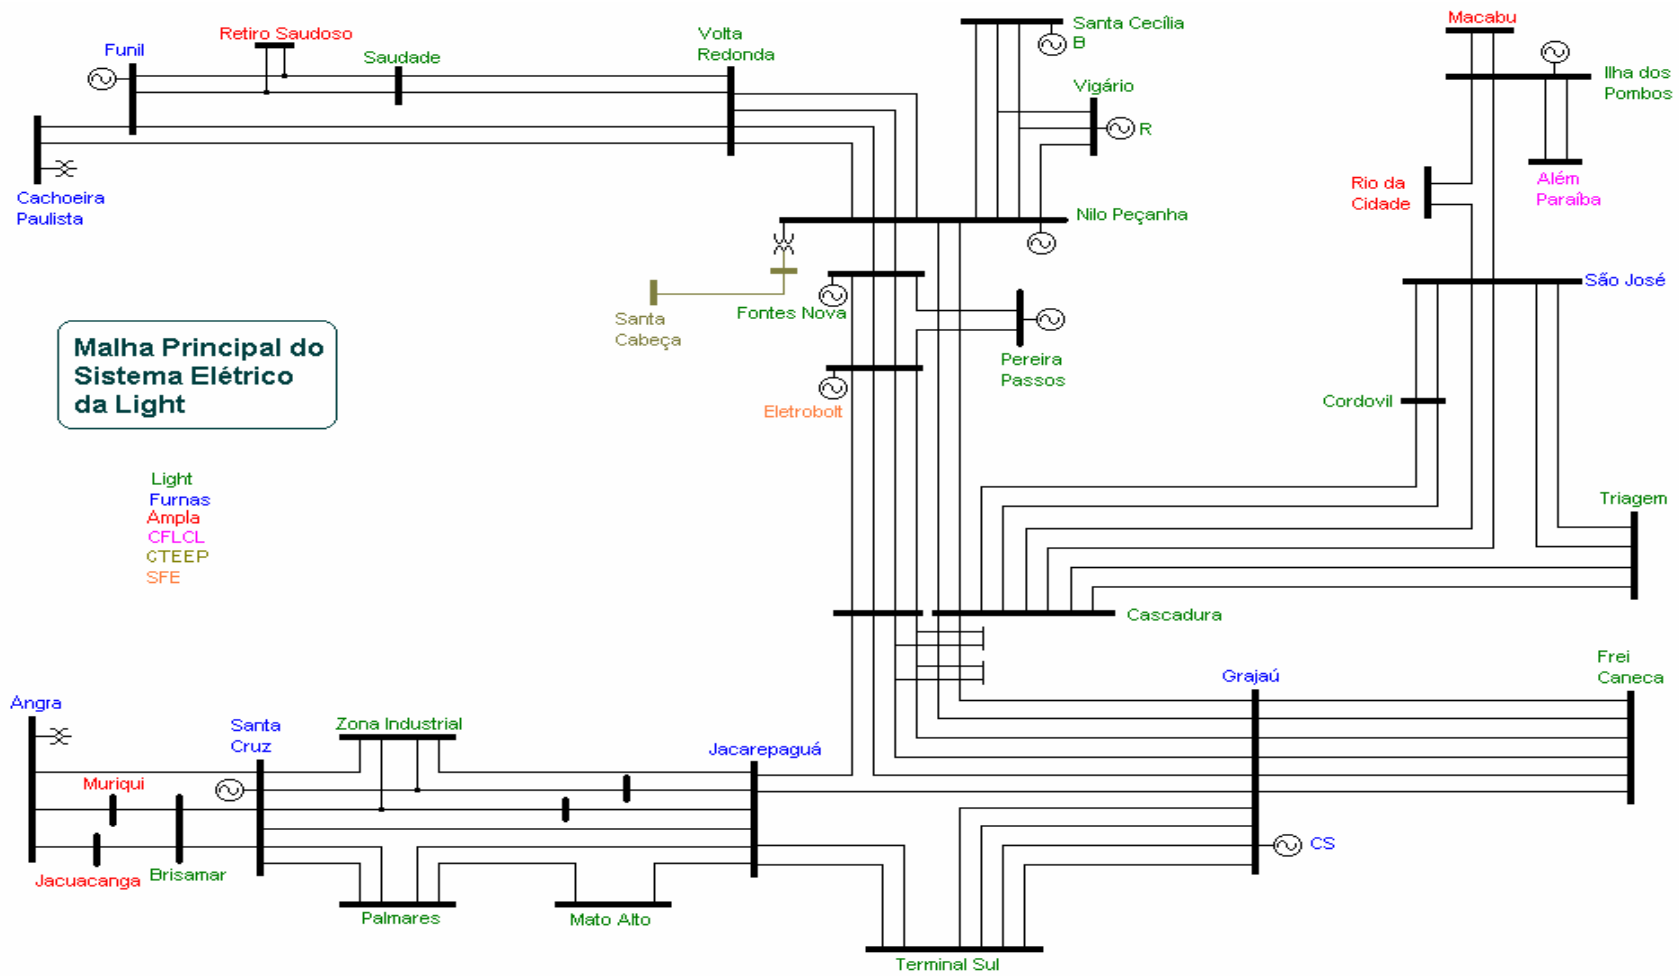 Macabu
Santa Cecília
B
Retiro Saudoso
Volta
Redonda
Funil
Saudade
Ilha dos
Pombos
Vigário
R
Além
Paraíba
Rio da
Cidade
Cachoeira
Paulista
Nilo Peçanha
São José
Fontes Nova
Santa
Cabeça
Malha Principal do
Sistema Elétrico
da Light
Pereira
Passos
Eletrobolt
Cordovil
Light
Furnas
Ampla
CFLCL
CTEEP
SFE
Triagem
Cascadura
Frei
Caneca
Grajaú
Angra
Santa
Cruz
Zona Industrial
Jacarepaguá
Muriqui
CS
Jacuacanga
Brisamar
Palmares
Mato Alto
Terminal Sul